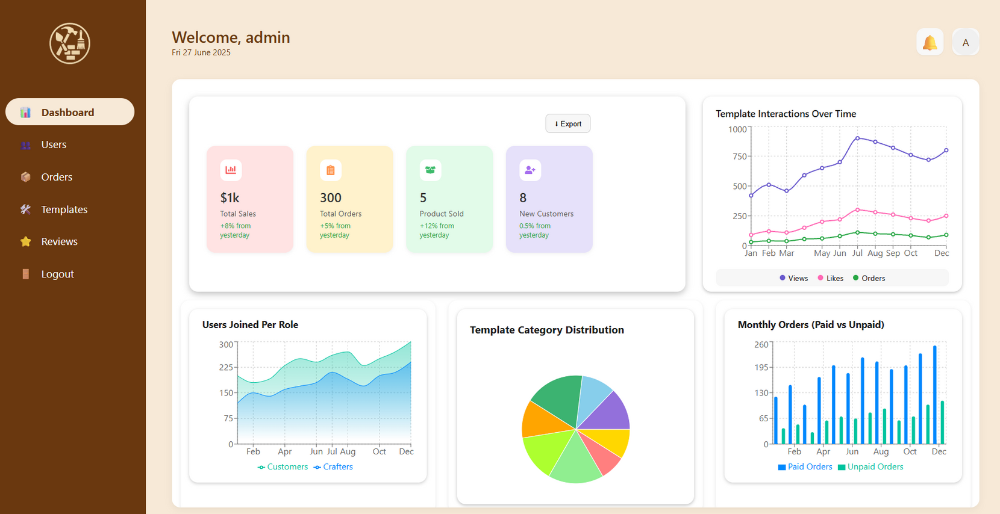 Welcome, admin
Fri 27 June 2025
A
Dashboard
Users
Orders
Templates
Reviews
Logout
⬇ Export
$1k
Total Sales
+8% from
yesterday
300
Total Orders
+5% from
yesterday
5
Product Sold
+12% from
yesterday
8
New Customers
0.5% from
yesterday
Template Interactions Over Time
1000
750
500
250
0
Jan Feb Mar May Jun Jul Aug Sep Oct Dec
Views Likes Orders
Users Joined Per Role
300
225
150
75
0
Feb Apr Jun Jul Aug Oct Dec
Customers Crafters
Template Category Distribution
Monthly Orders (Paid vs Unpaid)
260
195
130
65
0
Feb Apr Jun Aug Oct Dec
Paid Orders Unpaid Orders